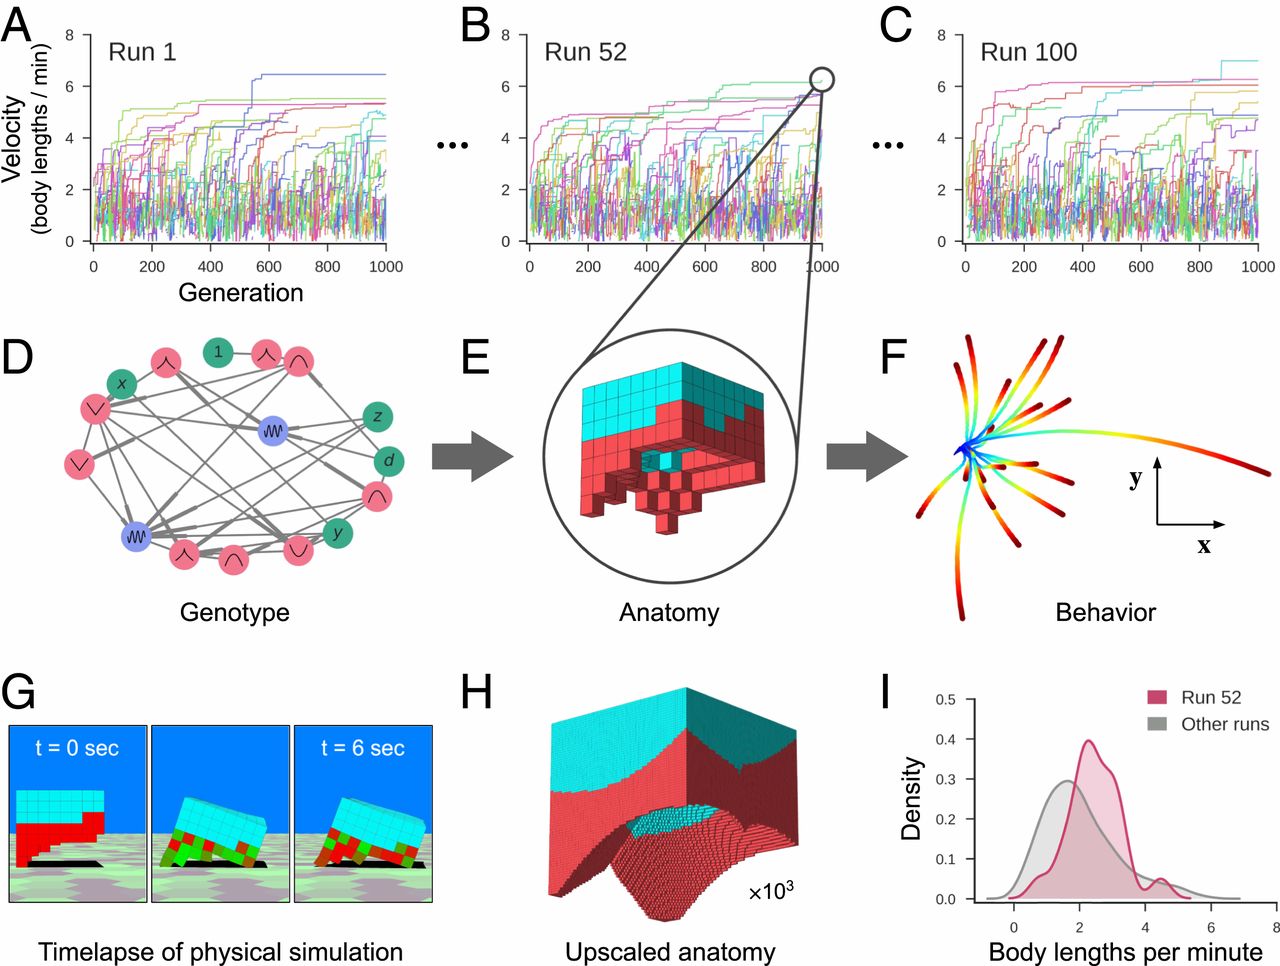 A
B
C
Run 1
Run 52
Run 100
Velocity
(body lengths / min)
8
6
4
2
0
0 200 400 600 800 1000
Generation
...
8
6
4
2
0
0 200 400 600 800 1000
...
8
6
4
2
0
0 200 400 600 800 1000
D
1
x
z
d
y
Genotype
E
Anatomy
F
y
x
Behavior
G
t = 0 sec
t = 6 sec
Timelapse of physical simulation
H
×10³
Upscaled anatomy
I
Run 52
Other runs
Density
0.5
0.4
0.3
0.2
0.1
0.0
0 2 4 6 8
Body lengths per minute